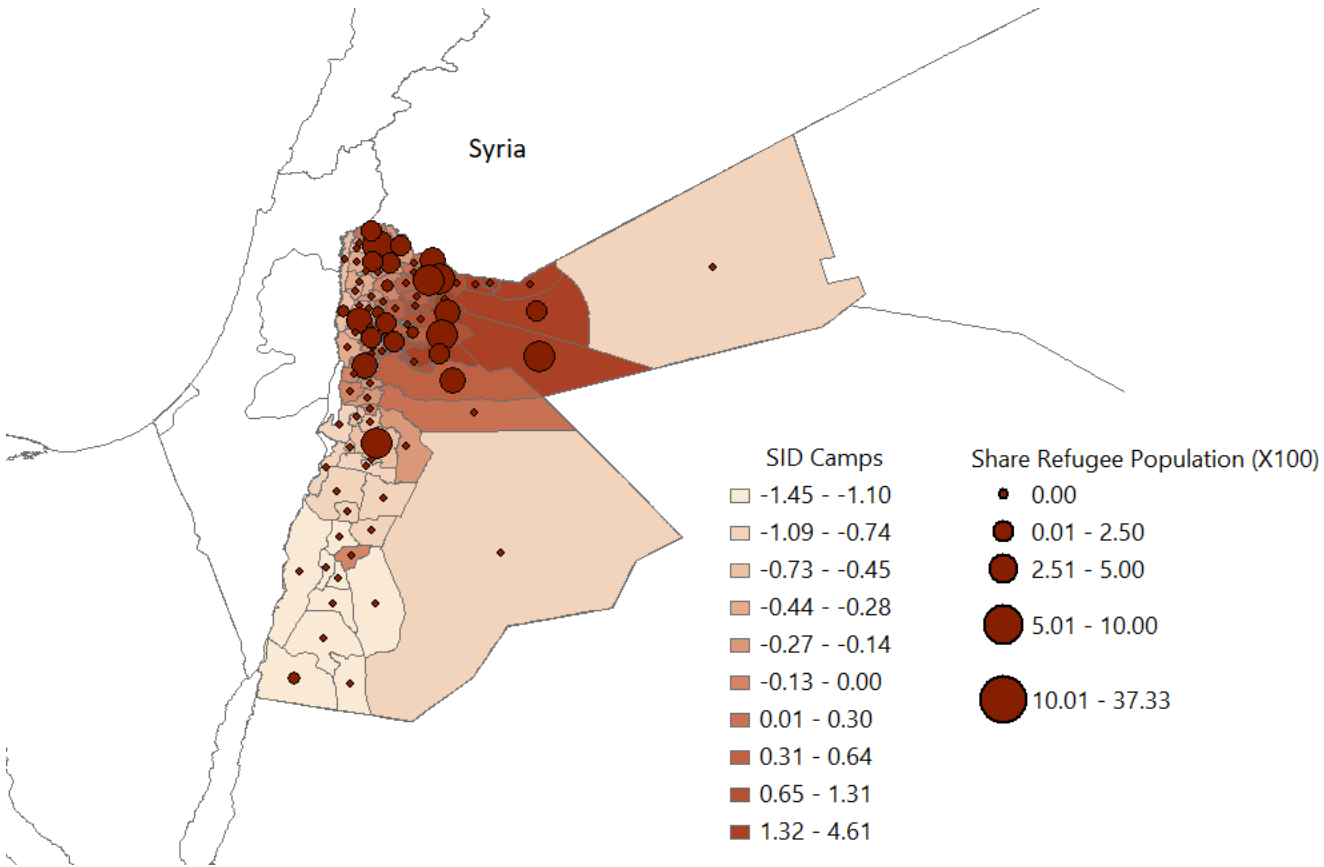 Syria
SID Camps
-1.45 - -1.10
-1.09 - -0.74
-0.73 - -0.45
-0.44 - -0.28
-0.27 - -0.14
-0.13 - 0.00
0.01 - 0.30
0.31 - 0.64
0.65 - 1.31
1.32 - 4.61
Share Refugee Population (X100)
0.00
0.01 - 2.50
2.51 - 5.00
5.01 - 10.00
10.01 - 37.33